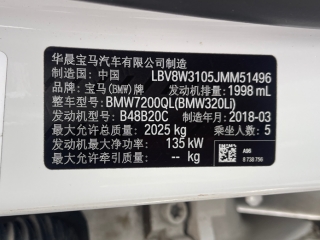 华晨宝马汽车有限公司制造
制造国：中国 LBV8W3105JMM51496
品牌：宝马(BMW)牌 发动机排量：1998 mL
整车型号：BMW7200QL(BMW320Li)
发动机型号：B48B20C 制造年月：2018-03
最大允许总质量：2025 kg 乘坐人数：5
发动机最大净功率：135 kW A96
最大允许牵引质量：-- kg 8 738 796